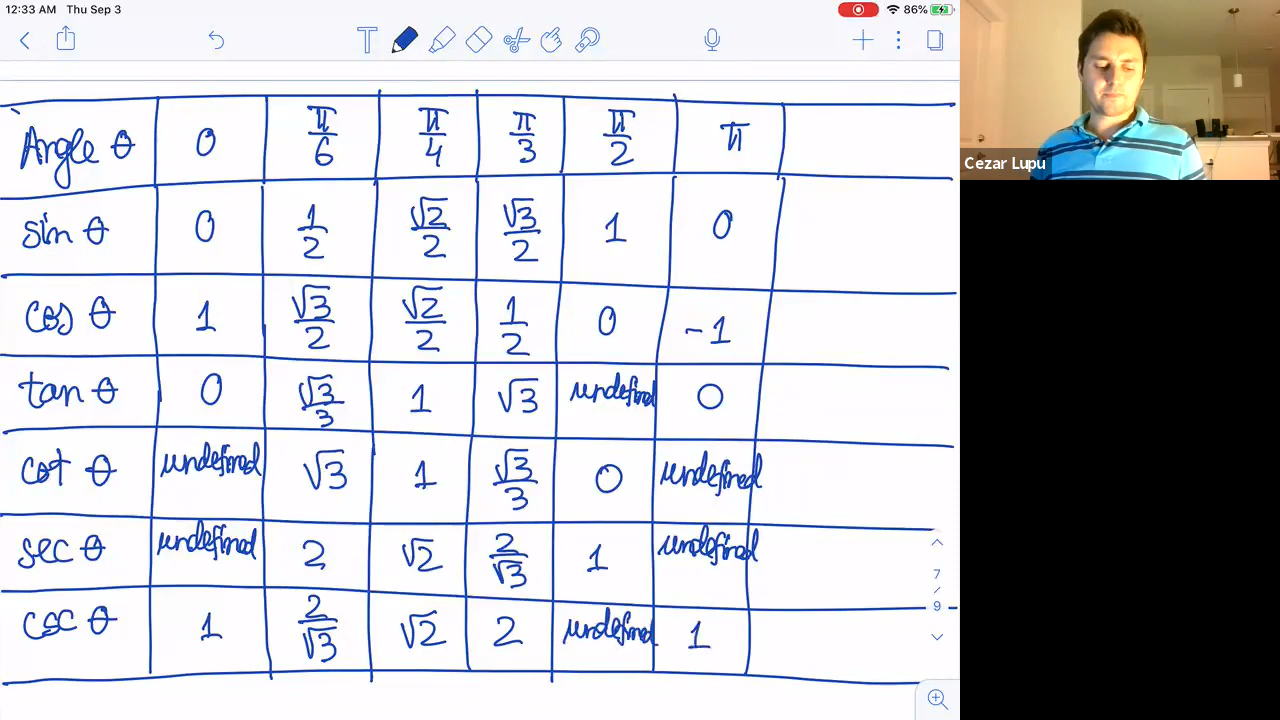 12:33 AM Thu Sep 3
86%
T
Angle θ 0 π/6 π/4 π/3 π/2 π
sin θ 0 1/2 √2/2 √3/2 1 0
cos θ 1 √3/2 √2/2 1/2 0 -1
tan θ 0 √3/3 1 √3 undefined 0
cot θ undefined √3 1 √3/3 0 undefined
sec θ undefined 2 √2 2/√3 1 undefined
csc θ 1 2/√3 √2 2 undefined 1
7
/
9
Cezar Lupu